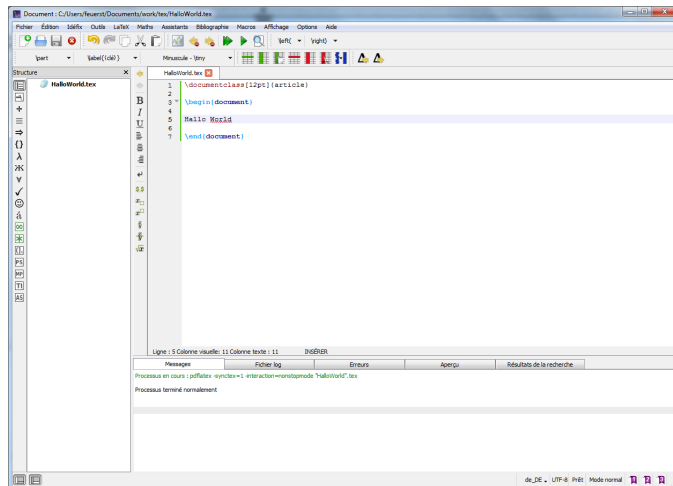 Document : C:/Users/feuerst/Documents/work/tex/HalloWorld.tex
Fichier Édition Idéfix Outils LaTeX Maths Assistants Bibliographie Macros Affichage Options Aide
\left( \right)
\part \label{(clé)} Minuscule - \tiny
Structure
HalloWorld.tex
HalloWorld.tex
1 \documentclass[12pt]{article}
2
3 \begin{document}
4
5 Hallo World
6
7 \end{document}
Ligne : 5 Colonne visuelle: 11 Colonne texte : 11 INSÉRER
Messages Fichier log Erreurs Aperçu Résultats de la recherche
Processus en cours : pdflatex -synctex=1 -interaction=nonstopmode "HalloWorld".tex
Processus terminé normalement
de_DE UTF-8 Prêt Mode normal 1 2 3